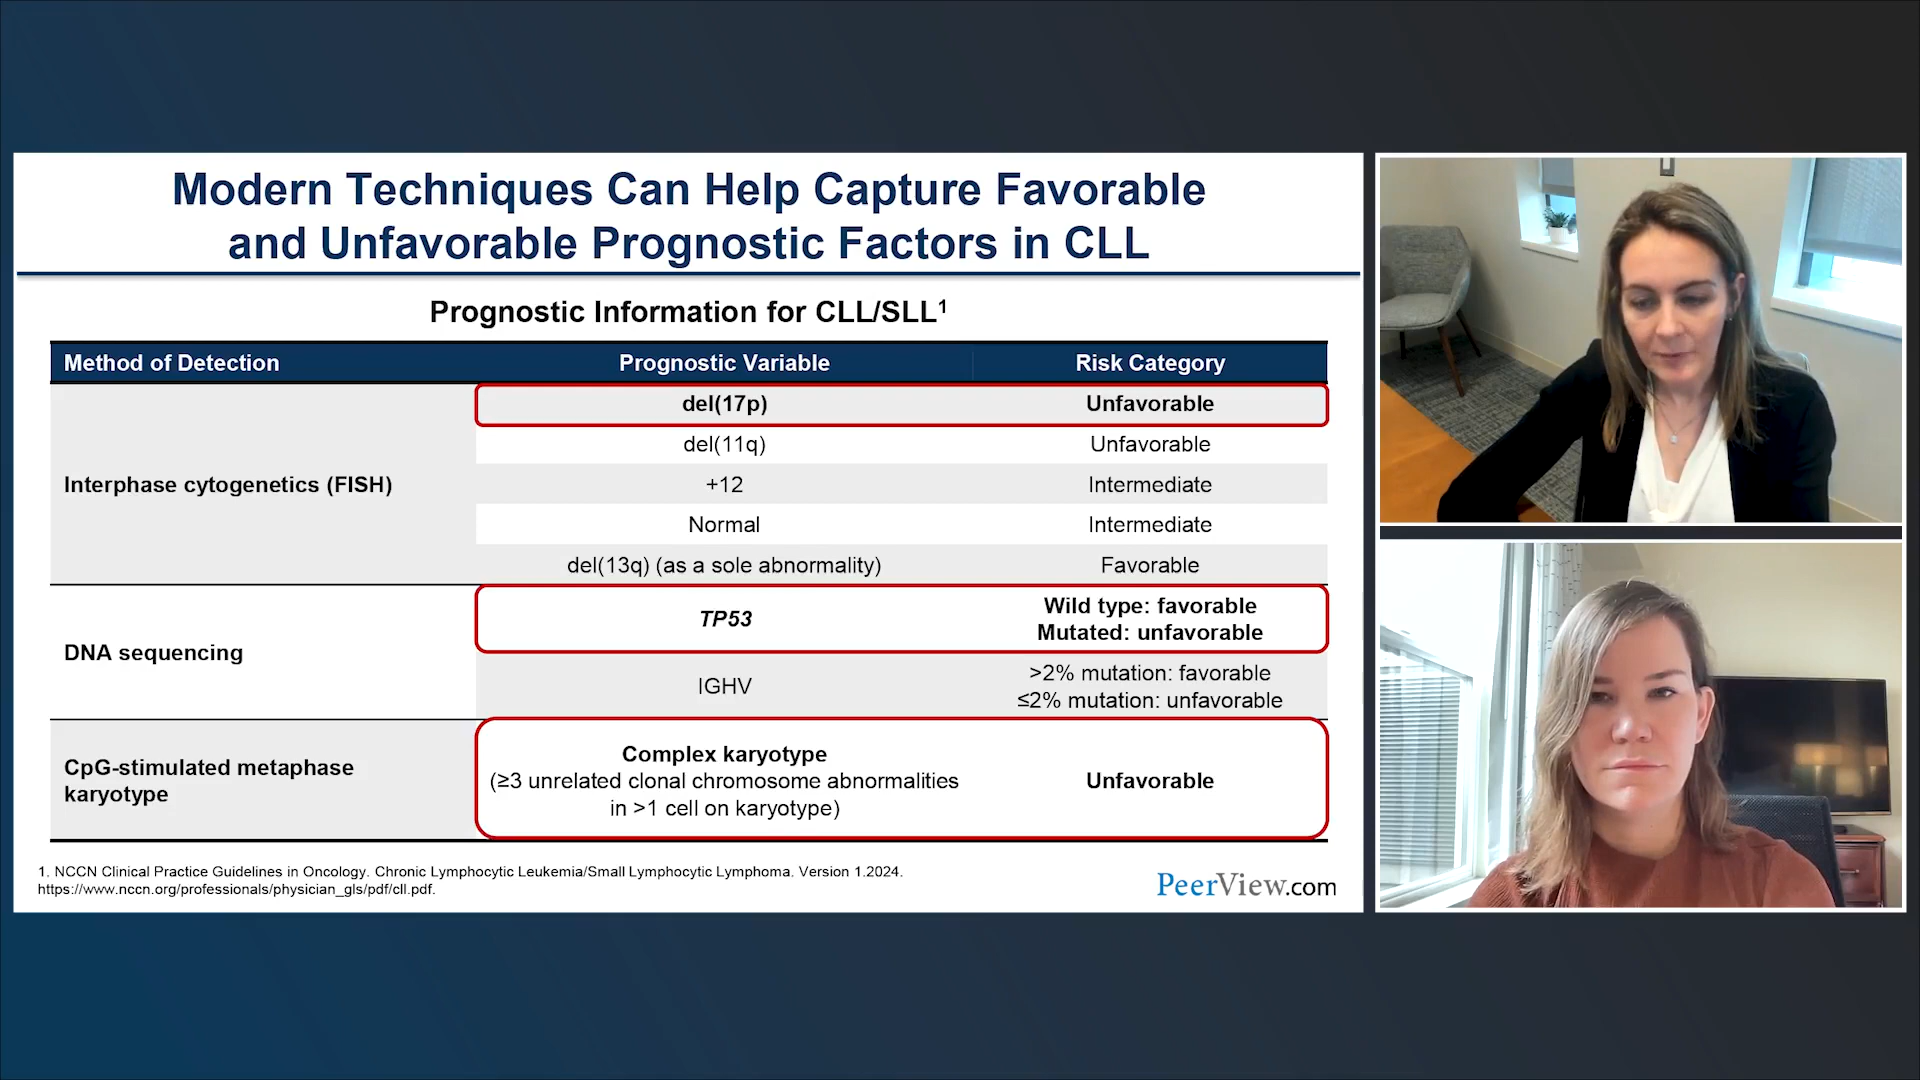 Modern Techniques Can Help Capture Favorable
and Unfavorable Prognostic Factors in CLL
Prognostic Information for CLL/SLL¹
Method of Detection Prognostic Variable Risk Category
Interphase cytogenetics (FISH)
del(17p) Unfavorable
del(11q) Unfavorable
+12 Intermediate
Normal Intermediate
del(13q) (as a sole abnormality) Favorable
DNA sequencing
TP53
Wild type: favorable
Mutated: unfavorable
IGHV
>2% mutation: favorable
≤2% mutation: unfavorable
CpG-stimulated metaphase
karyotype
Complex karyotype
(≥3 unrelated clonal chromosome abnormalities
in >1 cell on karyotype)
Unfavorable
1. NCCN Clinical Practice Guidelines in Oncology. Chronic Lymphocytic Leukemia/Small Lymphocytic Lymphoma. Version 1.2024.
https://www.nccn.org/professionals/physician_gls/pdf/cll.pdf.
PeerView.com